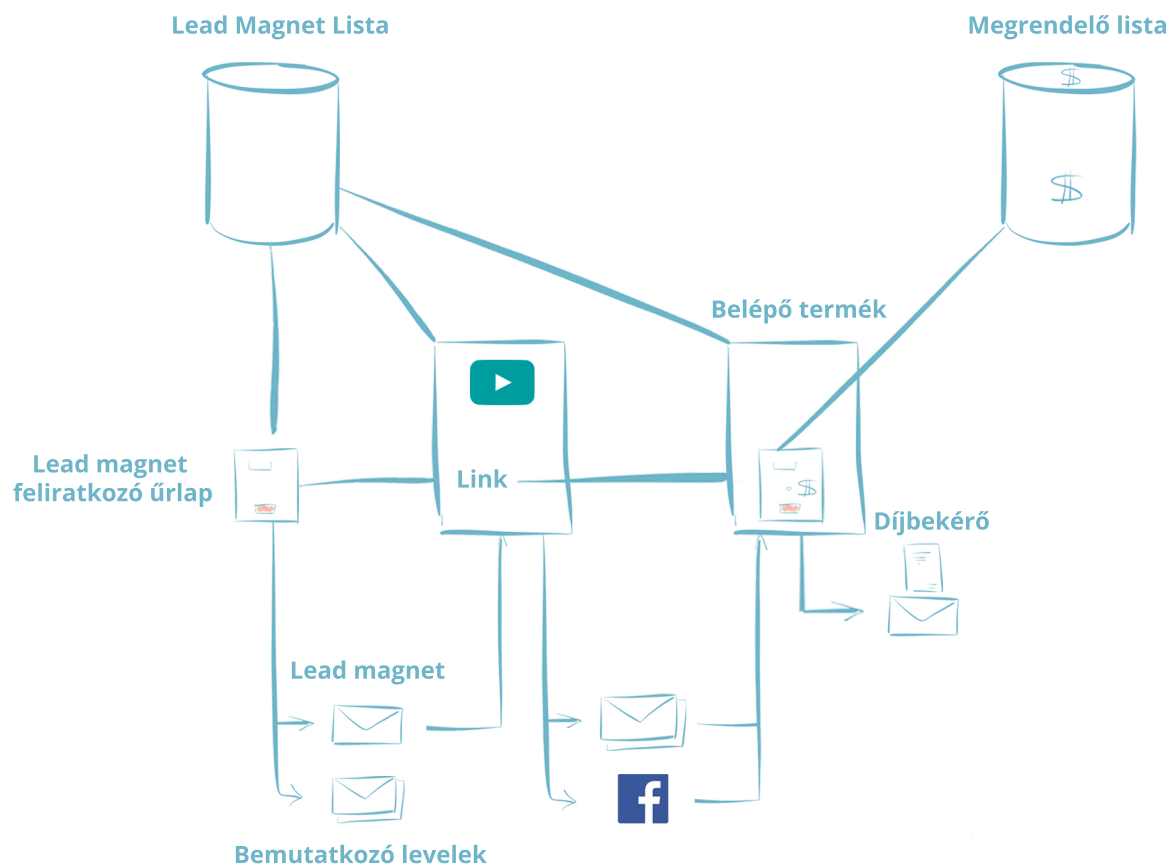 Lead Magnet Lista
Megrendelő lista
$
$
Belépő termék
Lead magnet
feliratkozó űrlap
Link
$
Díjbekérő
Lead magnet
f
Bemutatkozó levelek